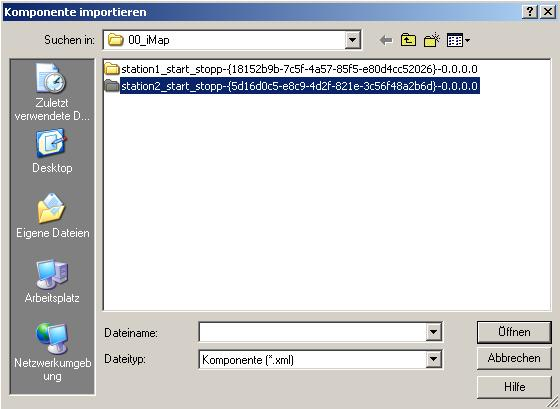 Komponente importieren
Suchen in: 00_iMap
station1_start_stopp-{18152b9b-7c5f-4a57-85f5-e80d4cc52026}-0.0.0.0
station2_start_stopp-{5d16d0c5-e8c9-4d2f-821e-3c56f48a2b6d}-0.0.0.0
Zuletzt
verwendete D...
Desktop
Eigene Dateien
Arbeitsplatz
Netzwerkumgeb
ung
Dateiname: Öffnen
Dateityp: Komponente (*.xml) Abbrechen
Hilfe